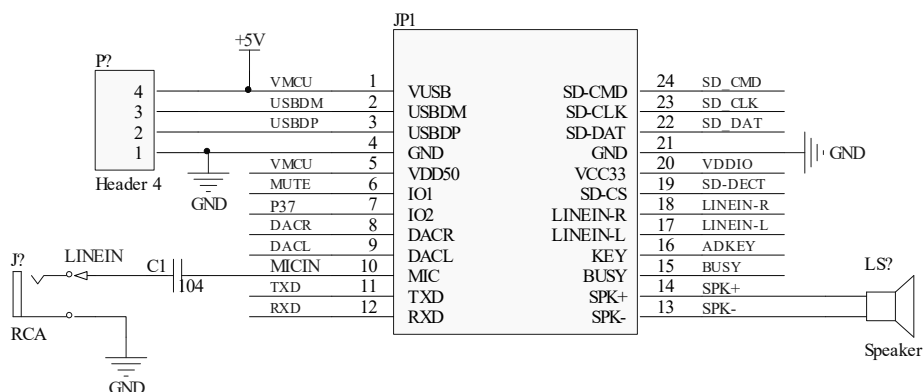 JP1
+5V
P?
4
3
2
1
Header 4
GND
VMCU 1 VUSB
USBDM 2 USBDM
USBDP 3 USBDP
4 GND
VMCU 5 VDD50
MUTE 6 IO1
P37 7 IO2
DACR 8 DACR
DACL 9 DACL
MICIN 10 MIC
TXD 11 TXD
RXD 12 RXD
SD-CMD 24 SD_CMD
SD-CLK 23 SD_CLK
SD-DAT 22 SD_DAT
GND 21 GND
VCC33 20 VDDIO
SD-CS 19 SD-DECT
LINEIN-R 18 LINEIN-R
LINEIN-L 17 LINEIN-L
KEY 16 ADKEY
BUSY 15 BUSY
SPK+ 14 SPK+
SPK- 13 SPK-
LS?
Speaker
J? LINEIN
C1
104
RCA
GND